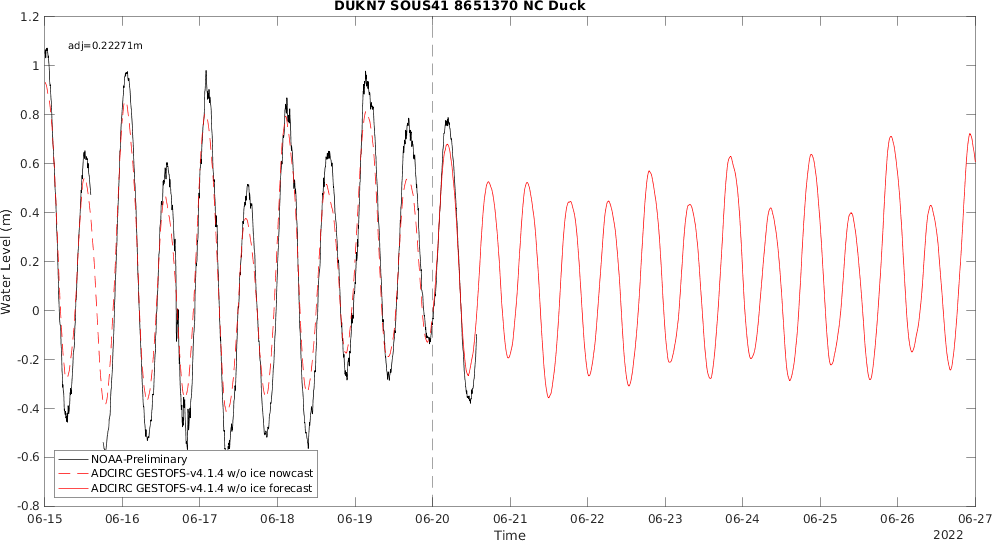 DUKN7 SOUS41 8651370 NC Duck
adj=0.22271m
Water Level (m)
1.2
1
0.8
0.6
0.4
0.2
0
-0.2
-0.4
-0.6
-0.8
NOAA-Preliminary
ADCIRC GESTOFS-v4.1.4 w/o ice nowcast
ADCIRC GESTOFS-v4.1.4 w/o ice forecast
06-15 06-16 06-17 06-18 06-19 06-20 06-21 06-22 06-23 06-24 06-25 06-26 06-27
Time
2022